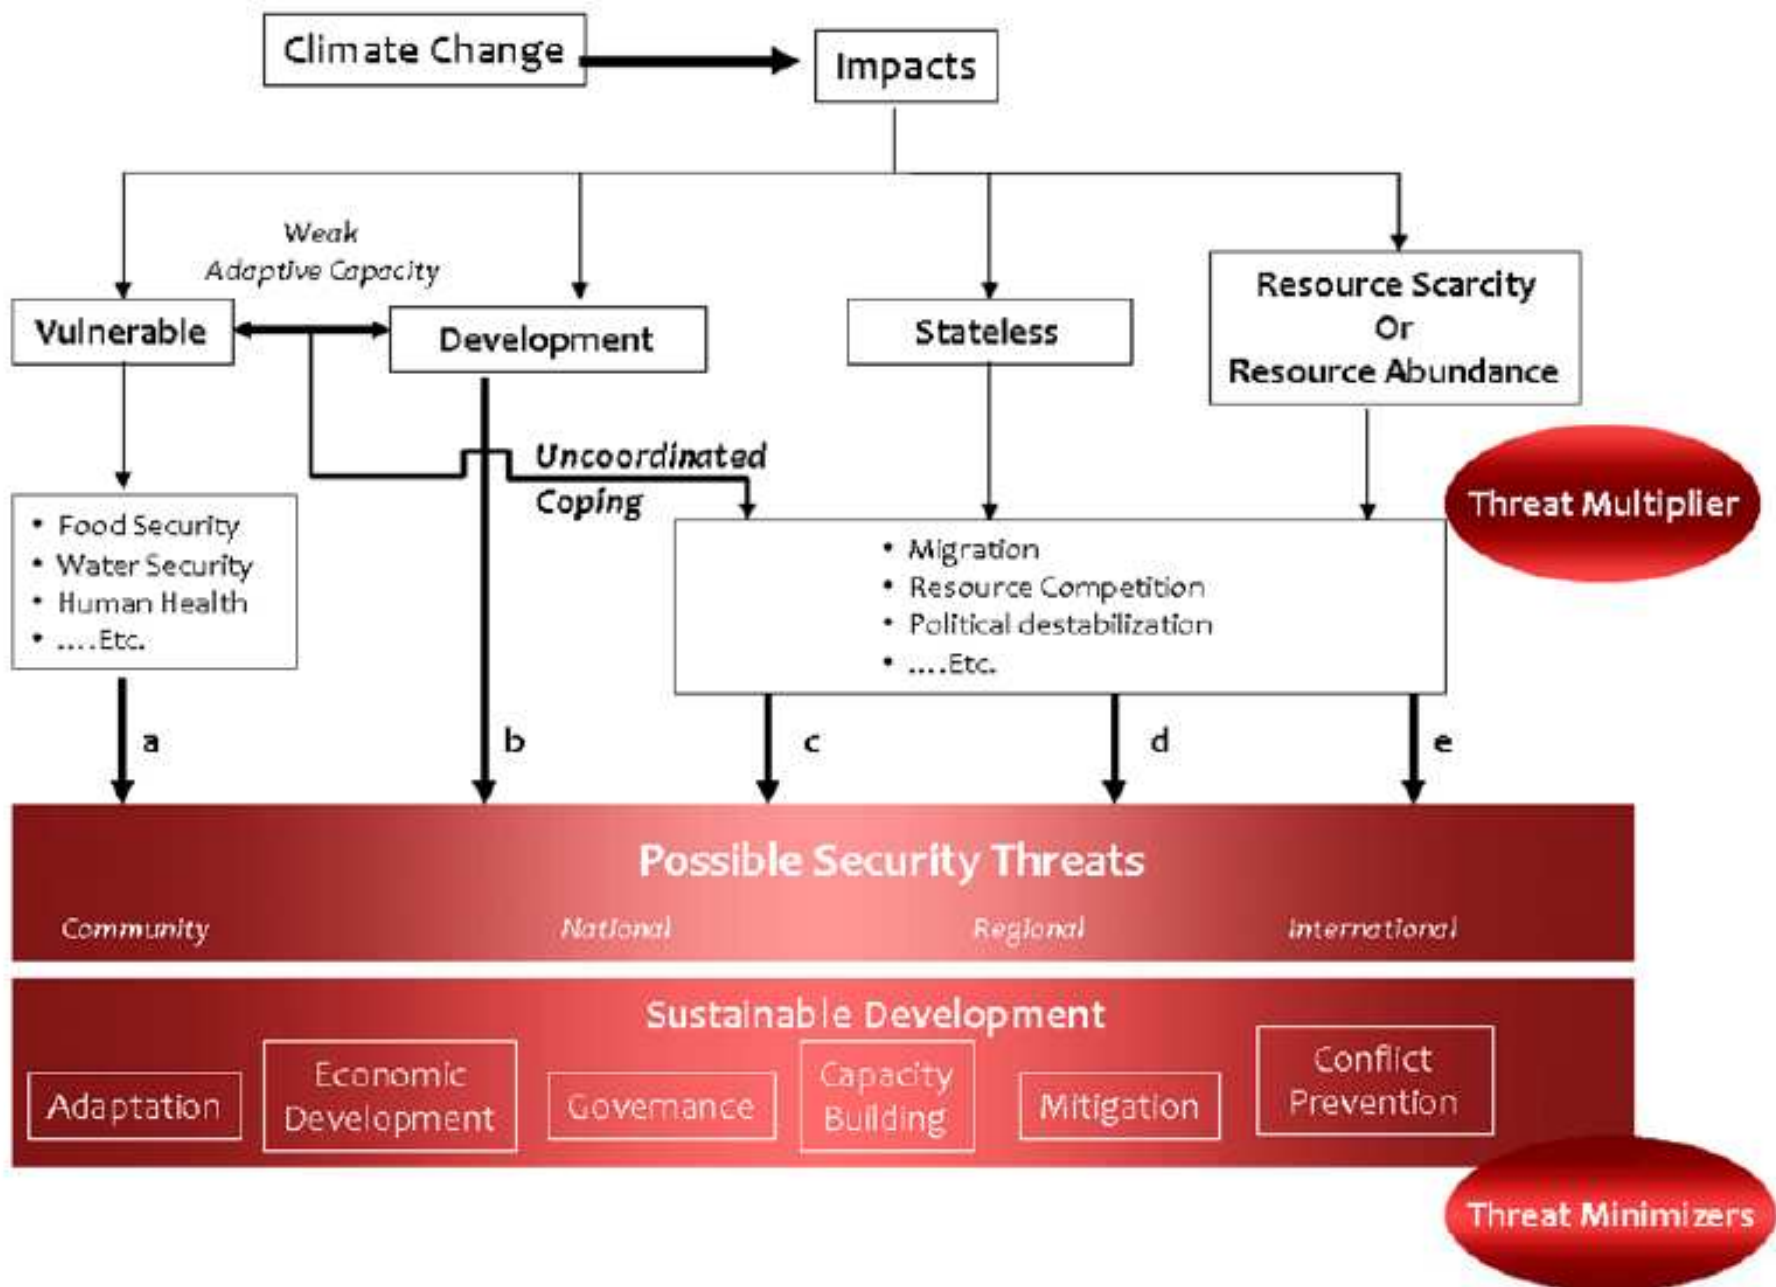 Climate Change
Impacts
Weak
Adaptive Capacity
Vulnerable
Development
Stateless
Resource Scarcity
Or
Resource Abundance
Uncoordinated
Coping
Threat Multiplier
• Food Security
• Water Security
• Human Health
• ....Etc.
• Migration
• Resource Competition
• Political destabilization
• ....Etc.
a
b
c
d
e
Possible Security Threats
Community
National
Regional
International
Sustainable Development
Adaptation
Economic
Development
Governance
Capacity
Building
Mitigation
Conflict
Prevention
Threat Minimizers